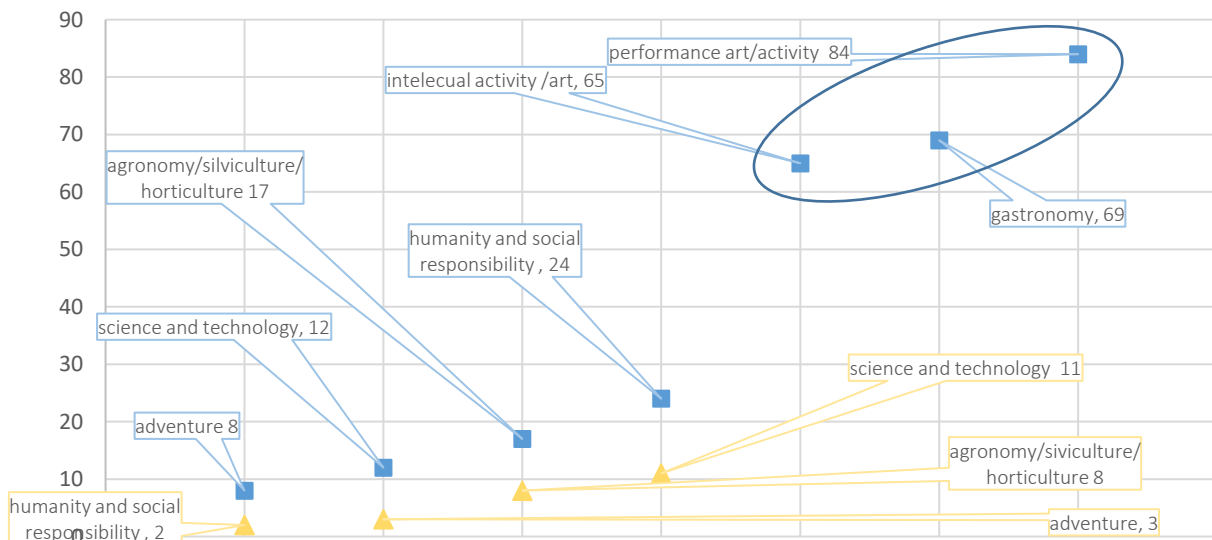 90
performance art/activity  84
80
intelecual activity /art, 65
70
agronomy/silviculture/
horticulture 17
60
gastronomy, 69
50
humanity and social
responsibility , 24
40
science and technology, 12
30
science and technology  11
20
adventure 8
agronomy/siviculture/
horticulture 8
10
humanity and social
responsibility , 2
adventure, 3
0